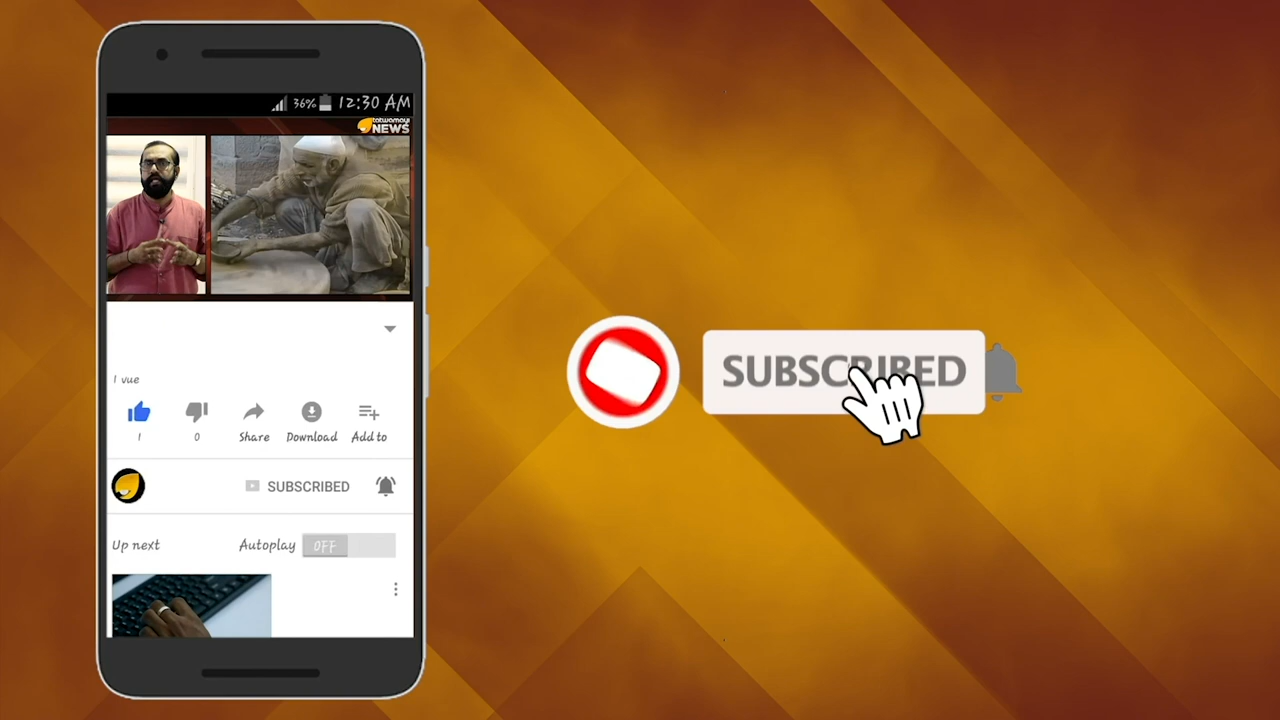 36% 12:30 AM
tatwamayi
NEWS
1 vue
1
0
Share
Download
Add to
SUBSCRIBED
Up next
Autoplay
OFF
SUBSCRIBED